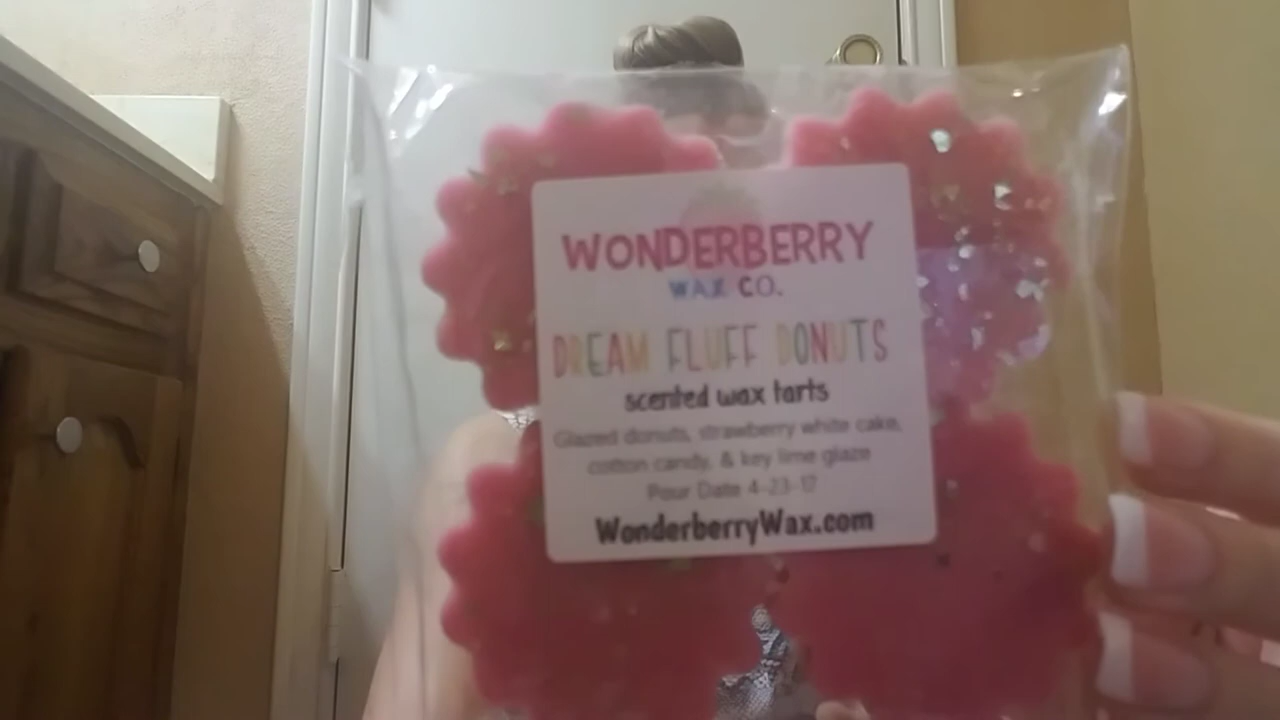 WONDERBERRY
WAX CO.
DREAM FLUFF DONUTS
scented wax tarts
Glazed donuts, strawberry white cake,
cotton candy, & key lime glaze
Pour Date 4-23-17
WonderberryWax.com